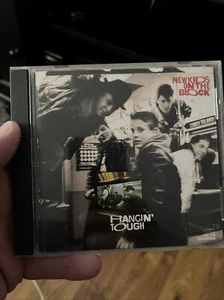 NEW KIDS
ON THE
BLOCK
HANGIN'
TOUGH